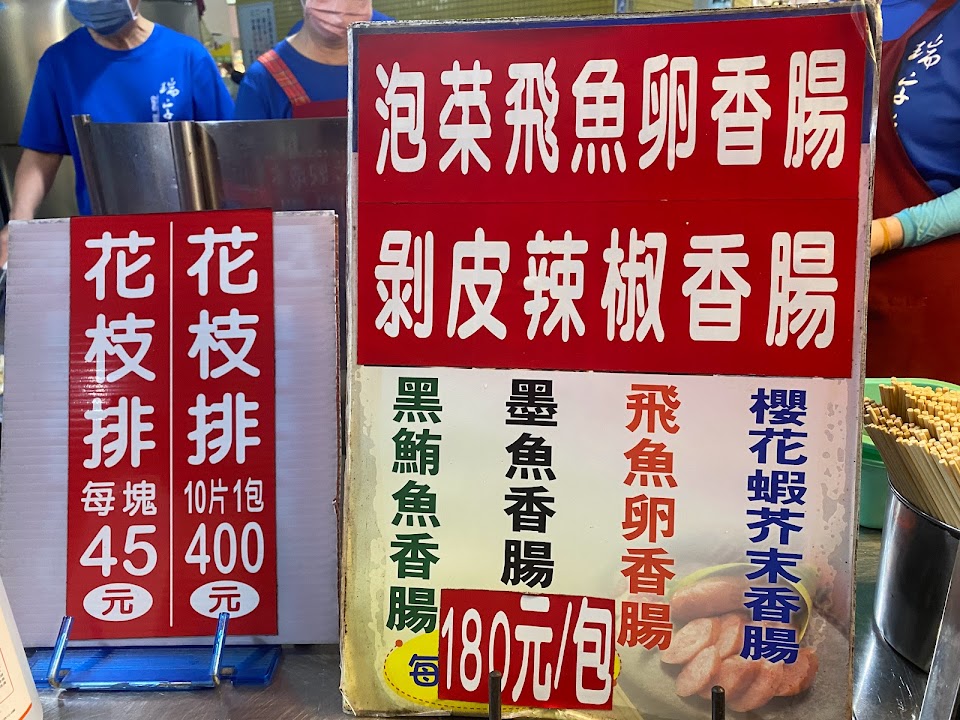 泡菜飛魚卵香腸
剥皮辣椒香腸
櫻花蝦芥末香腸
飛魚卵香腸
墨魚香腸
黑鮪魚香腸
每
180元/包
花枝排
10片1包
400
元
花枝排
每塊
45
元